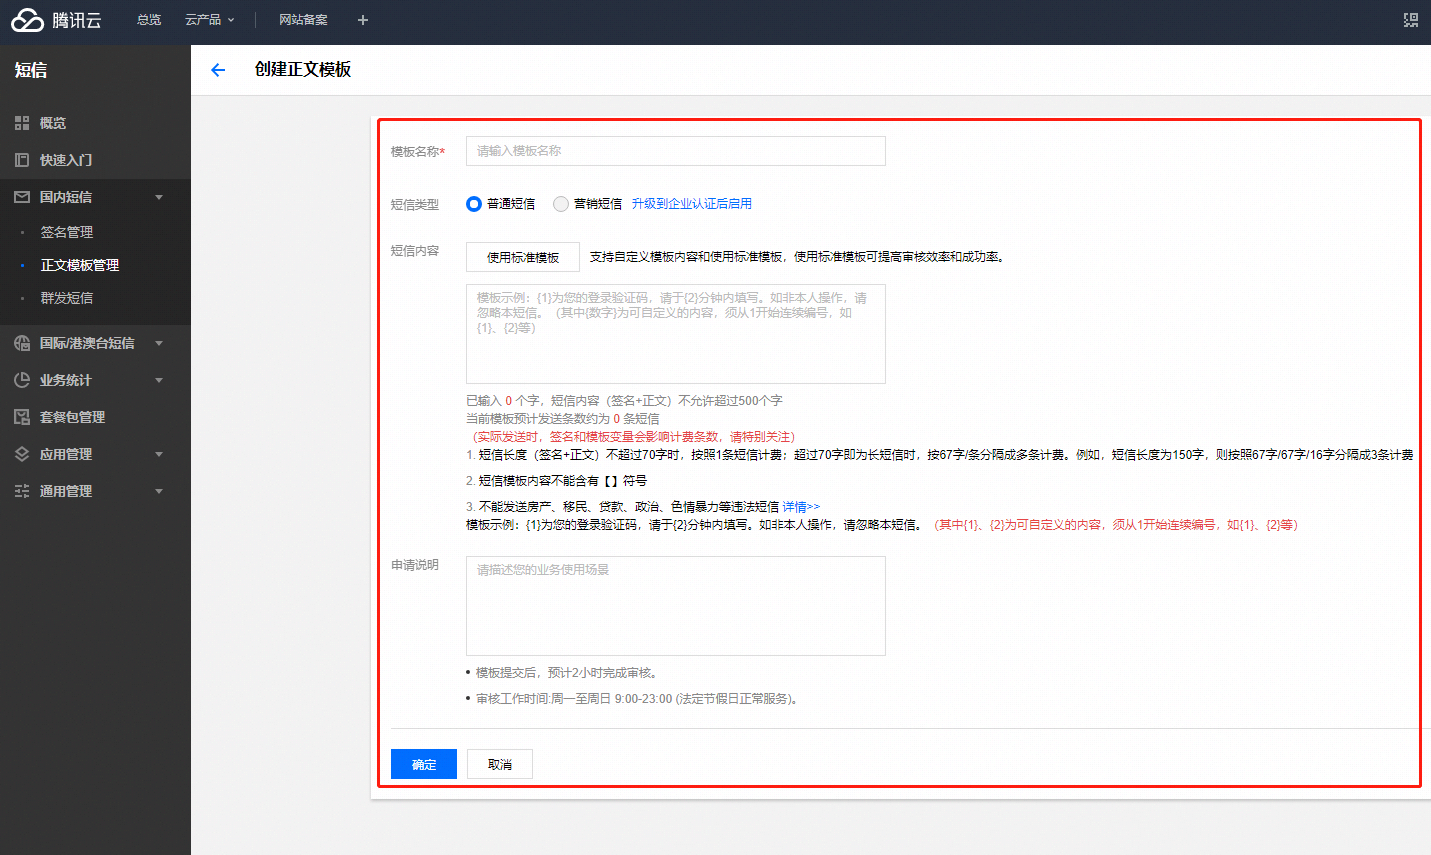 腾讯云
总览
云产品
网站备案
短信
概览
快速入门
国内短信
签名管理
正文模板管理
群发短信
国际/港澳台短信
业务统计
套餐包管理
应用管理
通用管理
创建正文模板
模板名称*
请输入模板名称
短信类型
普通短信
营销短信 升级到企业认证后启用
短信内容
使用标准模板
支持自定义模板内容和使用标准模板，使用标准模板可提高审核效率和成功率。
模板示例：{1}为您的登录验证码，请于{2}分钟内填写。如非本人操作，请
忽略本短信。（其中{数字}为可自定义的内容，须从1开始连续编号，如
{1}、{2}等）
已输入 0 个字，短信内容（签名+正文）不允许超过500个字
当前模板预计发送条数约为 0 条短信
（实际发送时，签名和模板变量会影响计费条数，请特别关注）
1. 短信长度（签名+正文）不超过70字时，按照1条短信计费；超过70字即为长短信时，按67字/条分隔成多条计费。例如，短信长度为150字，则按照67字/67字/16字分隔成3条计费
2. 短信模板内容不能含有【】符号
3. 不能发送房产、移民、贷款、政治、色情暴力等违法短信 详情>>
模板示例：{1}为您的登录验证码，请于{2}分钟内填写。如非本人操作，请忽略本短信。（其中{1}、{2}为可自定义的内容，须从1开始连续编号，如{1}、{2}等）
申请说明
请描述您的业务使用场景
• 模板提交后，预计2小时完成审核。
• 审核工作时间:周一至周日 9:00-23:00 (法定节假日正常服务)。
确定
取消